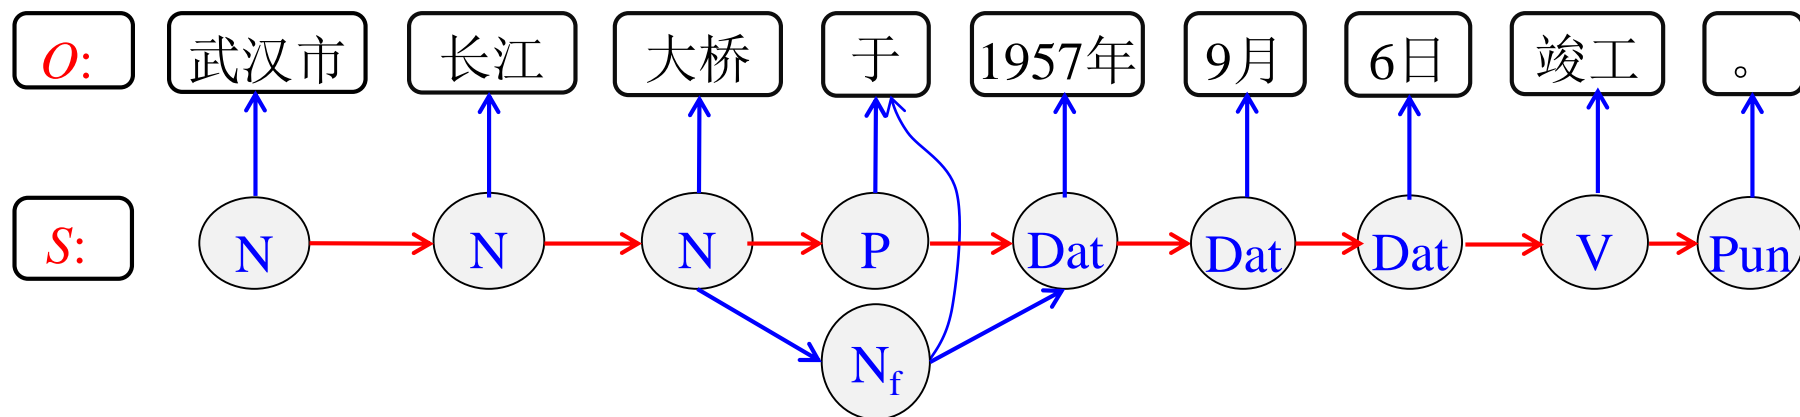 O: 武汉市 长江 大桥 于 1957年 9月 6日 竣工 。
S: N N N P Dat Dat Dat V Pun
Nf